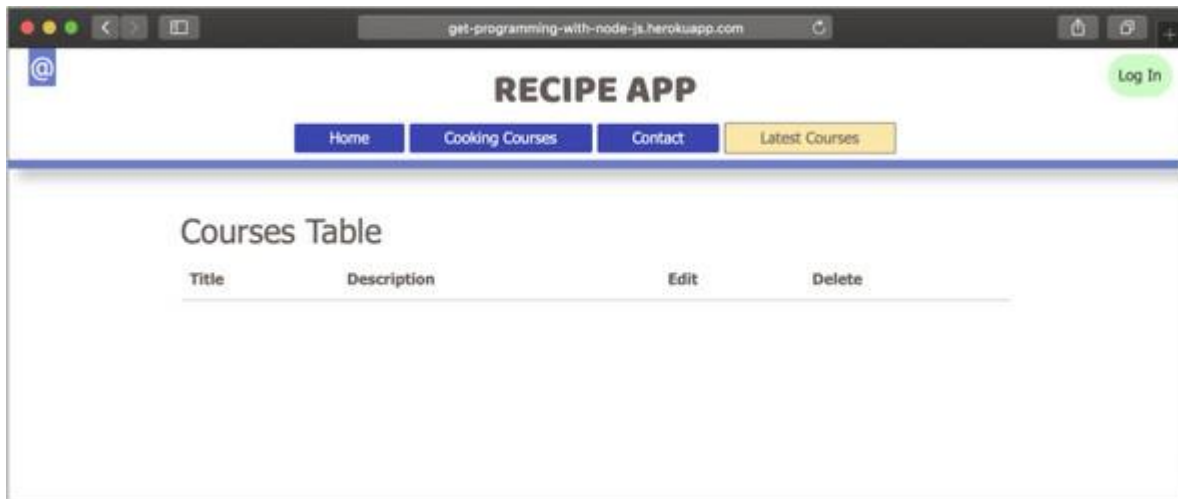 get-programming-with-node-js.herokuapp.com
@
RECIPE APP
Log In
Home Cooking Courses Contact Latest Courses
Courses Table
Title Description Edit Delete